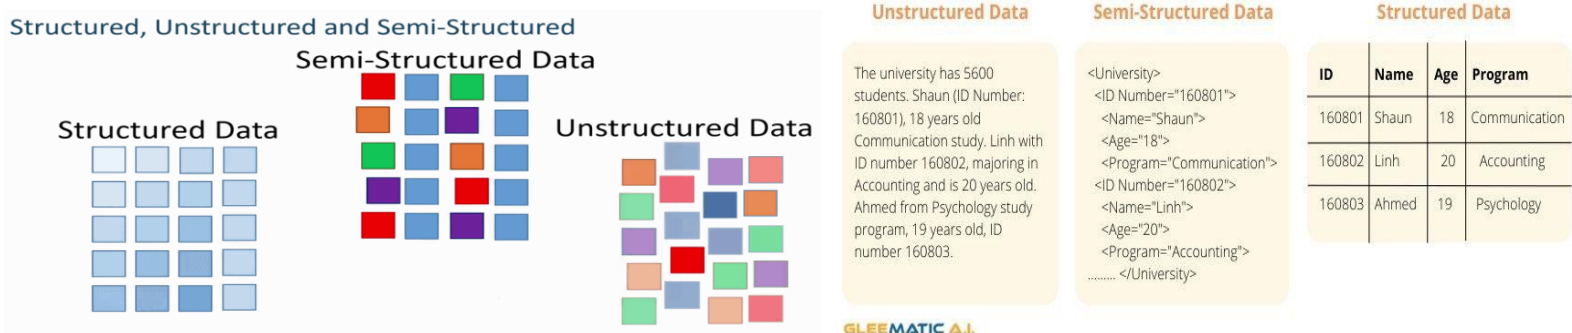 Structured, Unstructured and Semi-Structured
Semi-Structured Data
Structured Data
Unstructured Data
Unstructured Data
The university has 5600
students. Shaun (ID Number:
160801), 18 years old
Communication study. Linh with
ID number 160802, majoring in
Accounting and is 20 years old.
Ahmed from Psychology study
program, 19 years old, ID
number 160803.
Semi-Structured Data
<University>
<ID Number="160801">
<Name="Shaun">
<Age="18">
<Program="Communication">
<ID Number="160802">
<Name="Linh">
<Age="20">
<Program="Accounting">
......... </University>
Structured Data
ID Name Age Program
160801 Shaun 18 Communication
160802 Linh 20 Accounting
160803 Ahmed 19 Psychology
GLEEMATIC A.I.